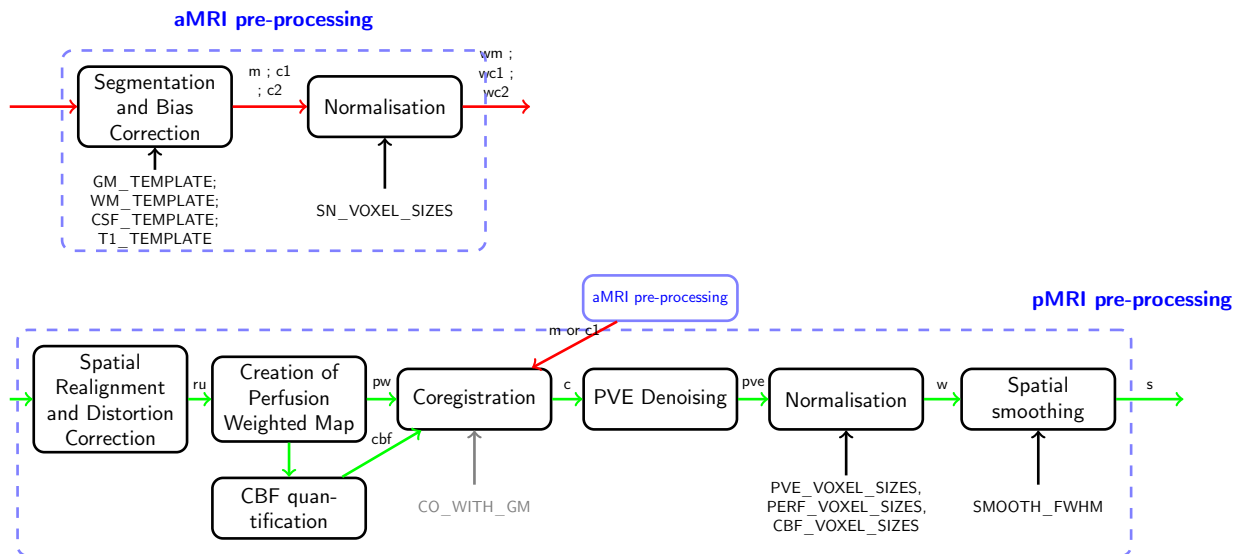 aMRI pre-processing
Segmentation
and Bias
Correction
m ; c1
; c2
Normalisation
wm ;
wc1 ;
wc2
GM_TEMPLATE;
WM_TEMPLATE;
CSF_TEMPLATE;
T1_TEMPLATE
SN_VOXEL_SIZES
aMRI pre-processing
pMRI pre-processing
m or c1
Spatial
Realignment
and Distortion
Correction
ru
Creation of
Perfusion
Weighted Map
pw
cbf
Coregistration
c
PVE Denoising
pve
Normalisation
w
Spatial
smoothing
s
CBF quan-
tification
CO_WITH_GM
PVE_VOXEL_SIZES,
PERF_VOXEL_SIZES,
CBF_VOXEL_SIZES
SMOOTH_FWHM